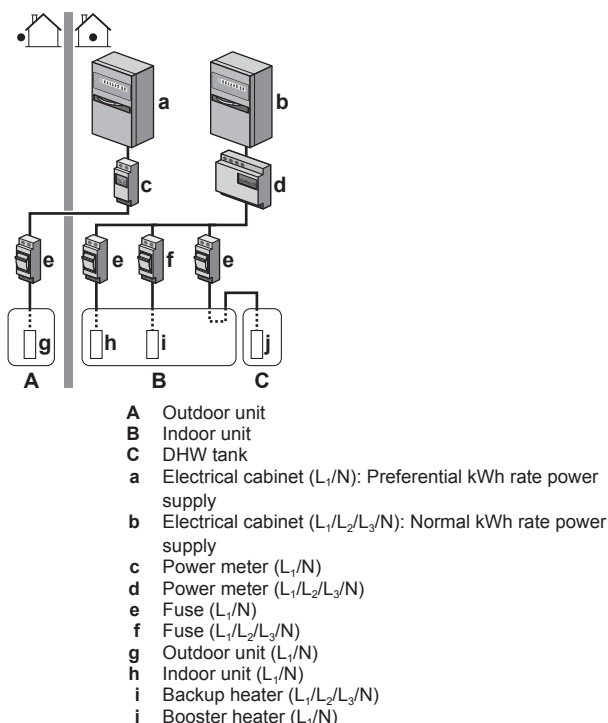 a
b
c
d
e
e
f
e
g
h
i
j
A
B
C
A Outdoor unit
B Indoor unit
C DHW tank
a Electrical cabinet (L₁/N): Preferential kWh rate power
supply
b Electrical cabinet (L₁/L₂/L₃/N): Normal kWh rate power
supply
c Power meter (L₁/N)
d Power meter (L₁/L₂/L₃/N)
e Fuse (L₁/N)
f Fuse (L₁/L₂/L₃/N)
g Outdoor unit (L₁/N)
h Indoor unit (L₁/N)
i Backup heater (L₁/L₂/L₃/N)
j Booster heater (L₁/N)